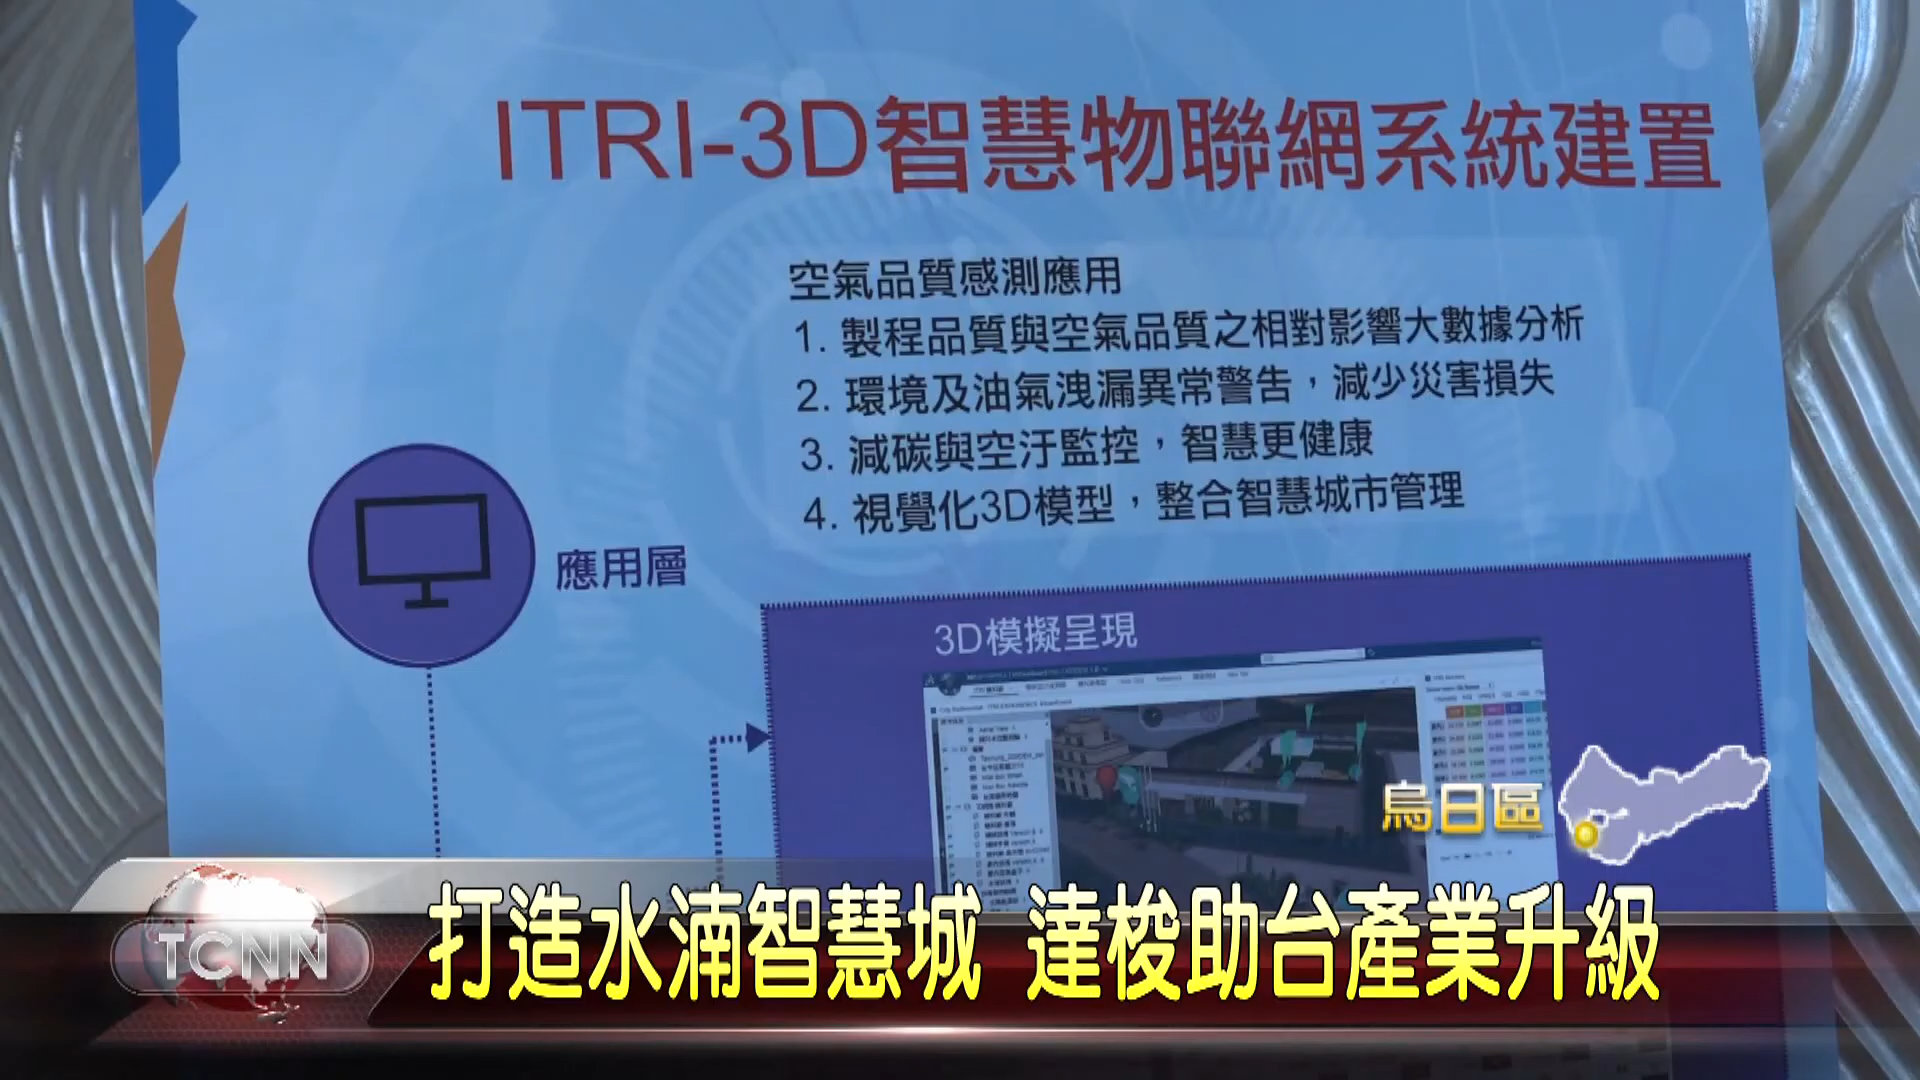 ITRI-3D智慧物聯網系統建置
空氣品質感測應用
1. 製程品質與空氣品質之相對影響大數據分析
2. 環境及油氣洩漏異常警告，減少災害損失
3. 減碳與空汙監控，智慧更健康
4. 視覺化3D模型，整合智慧城市管理
應用層
3D模擬呈現
烏日區
TCNN
打造水湳智慧城 達梭助台產業升級